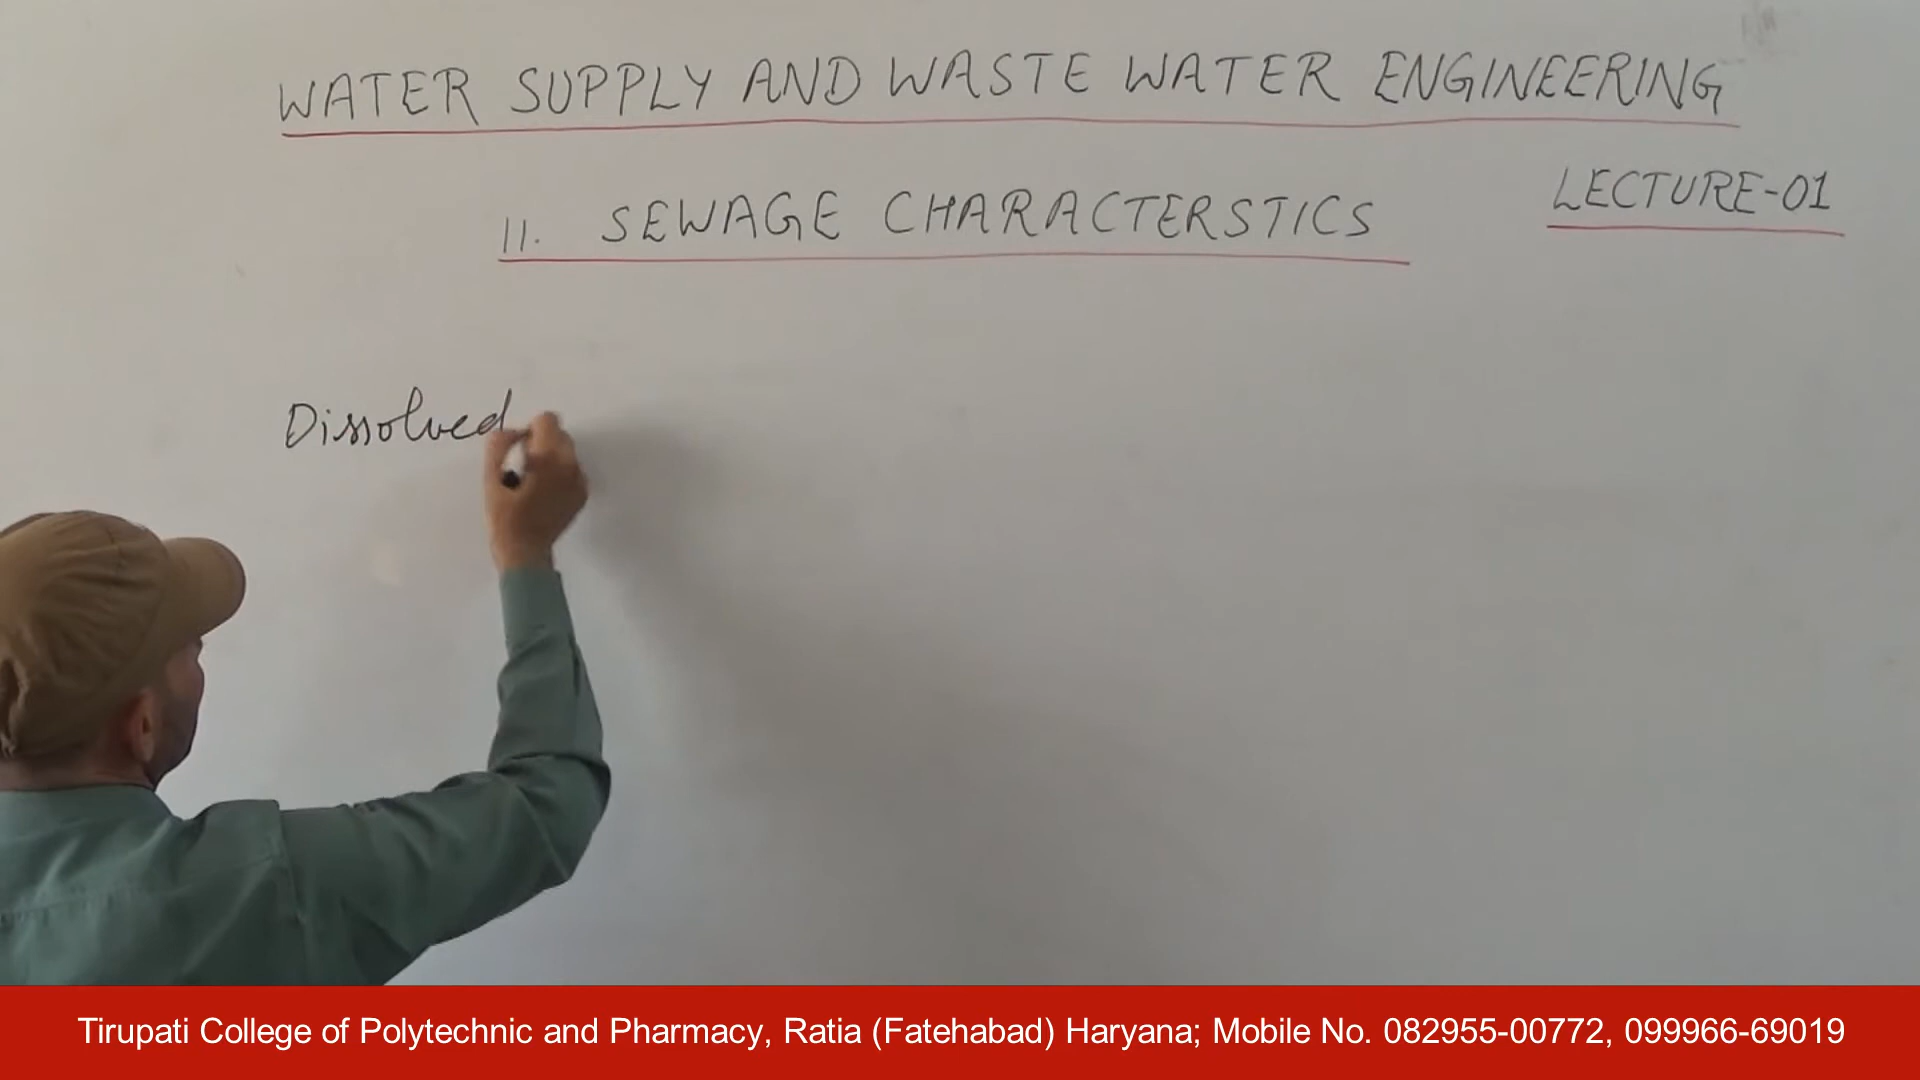 WATER SUPPLY AND WASTE WATER ENGINEERING
11. SEWAGE CHARACTERSTICS
LECTURE-01
Dissolved
Tirupati College of Polytechnic and Pharmacy, Ratia (Fatehabad) Haryana; Mobile No. 082955-00772, 099966-69019